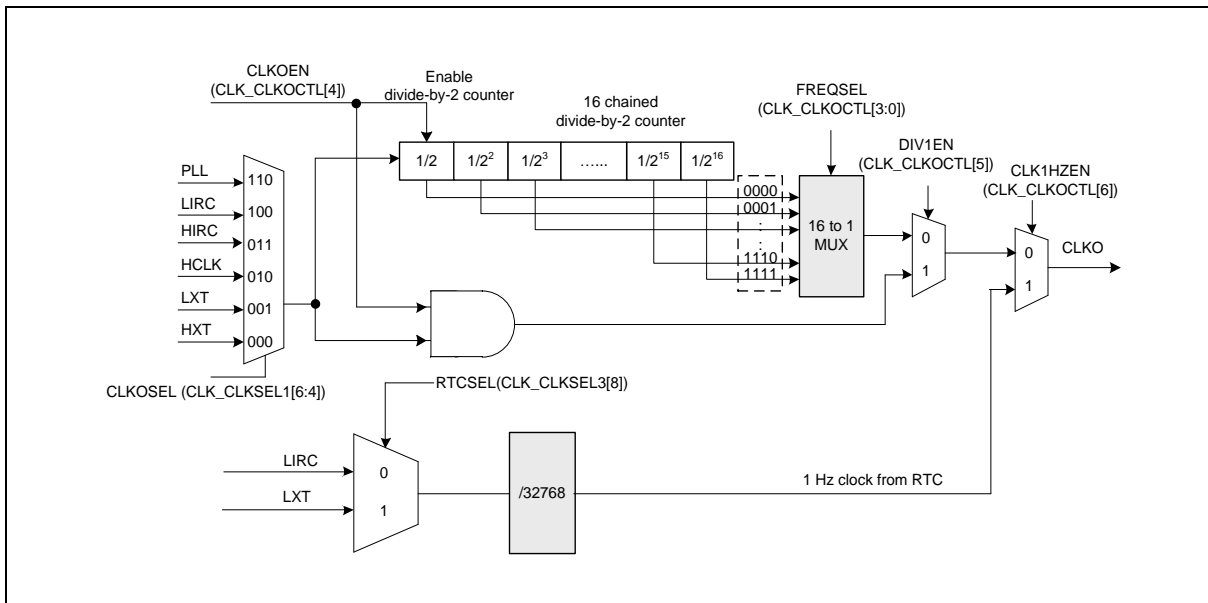 CLKOEN
(CLK_CLKOCTL[4])
Enable
divide-by-2 counter
16 chained
divide-by-2 counter
FREQSEL
(CLK_CLKOCTL[3:0])
DIV1EN
(CLK_CLKOCTL[5])
CLK1HZEN
(CLK_CLKOCTL[6])
1/2
1/2²
1/2³
…...
1/2¹⁵
1/2¹⁶
PLL
110
LIRC
100
HIRC
011
HCLK
010
LXT
001
HXT
000
CLKOSEL (CLK_CLKSEL1[6:4])
0000
0001
:
:
1110
1111
16 to 1
MUX
0
1
0
1
CLKO
RTCSEL(CLK_CLKSEL3[8])
LIRC
0
LXT
1
/32768
1 Hz clock from RTC